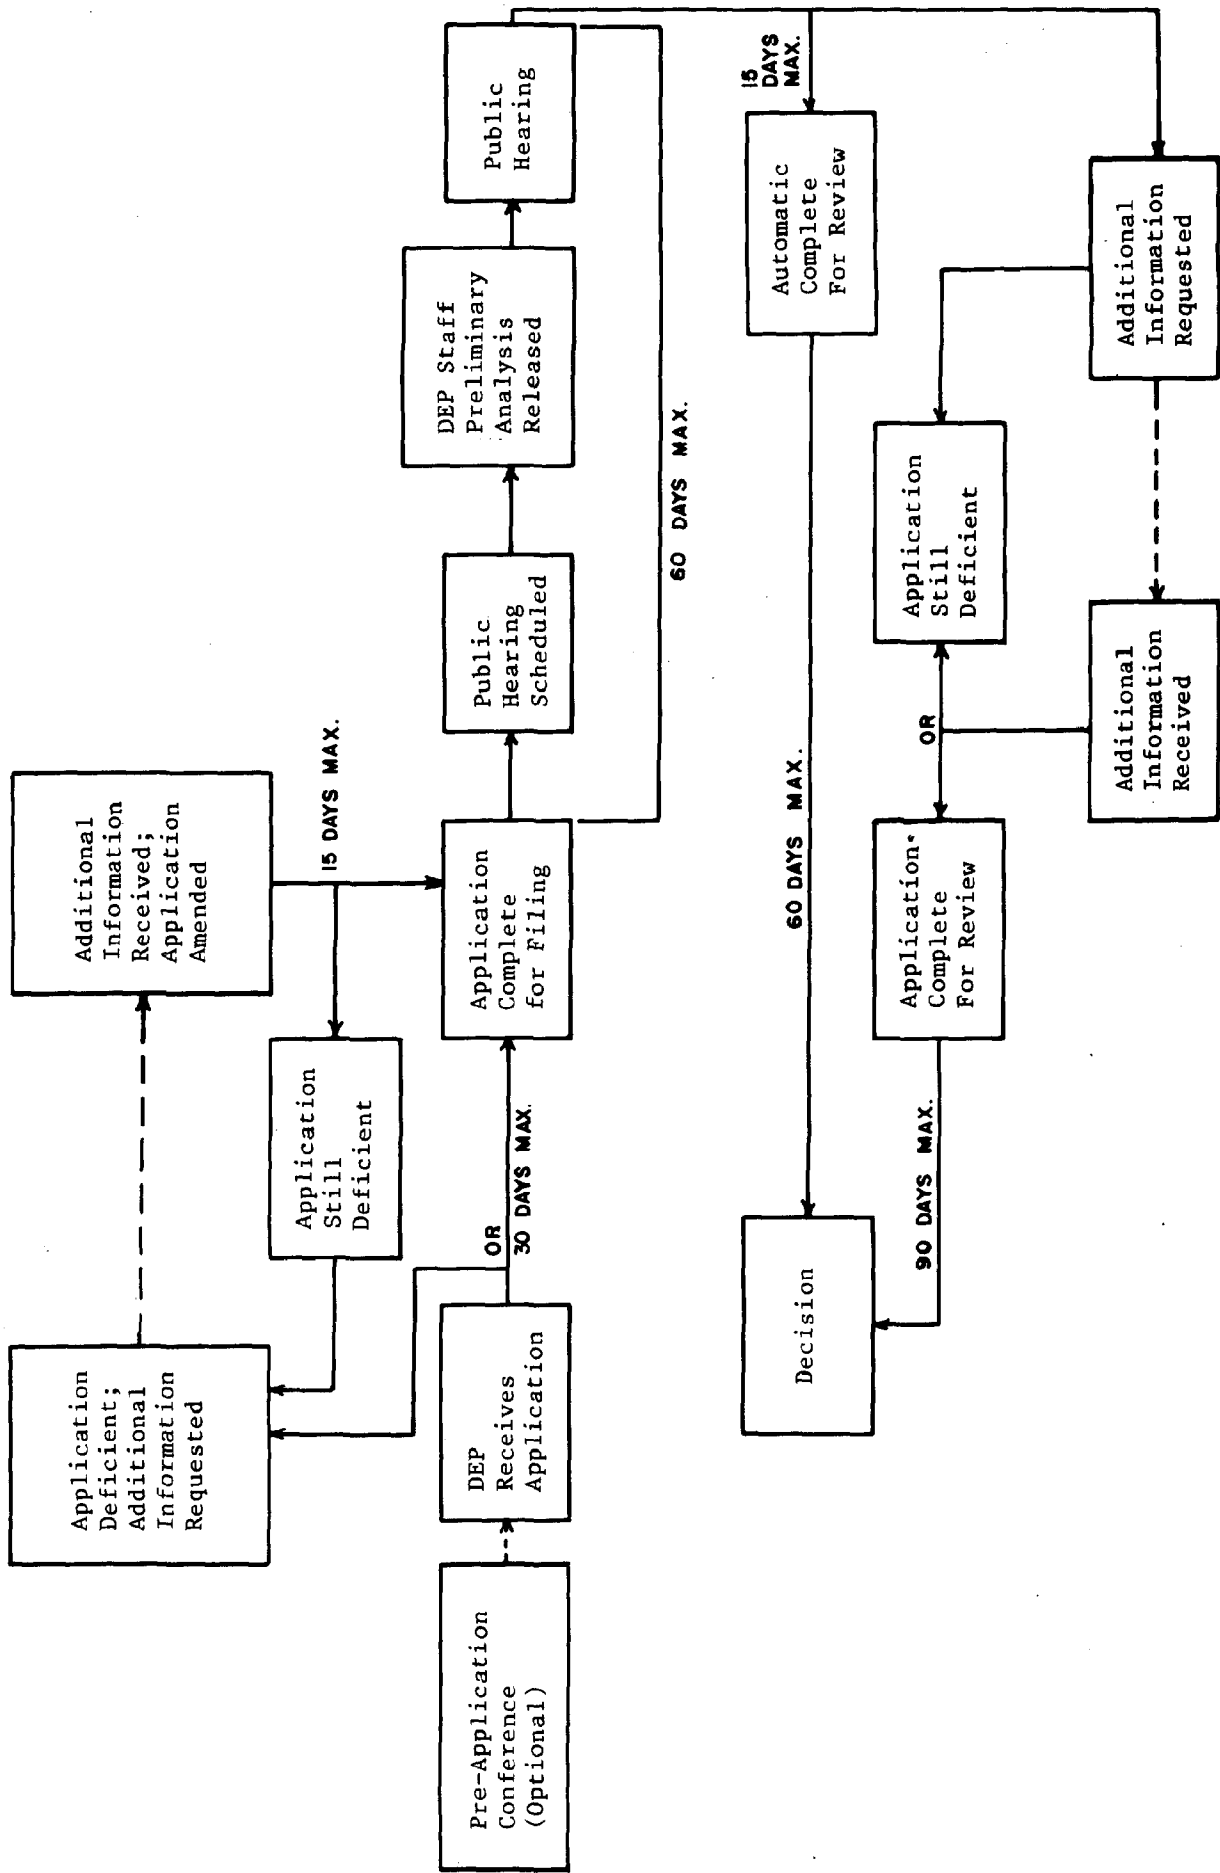 Application
Deficient;
Additional
Information
Requested
Additional
Information
Received;
Application
Amended
Application
Still
Deficient
15 DAYS MAX.
Pre-Application
Conference
(Optional)
DEP
Receives
Application
OR
30 DAYS MAX.
Application
Complete
for Filing
Public
Hearing
Scheduled
DEP Staff
Preliminary
Analysis
Released
Public
Hearing
60 DAYS MAX.
Decision
60 DAYS MAX.
Automatic
Complete
For Review
15
DAYS
MAX.
90 DAYS MAX.
Application*
Complete
For Review
OR
Application
Still
Deficient
Additional
Information
Received
Additional
Information
Requested